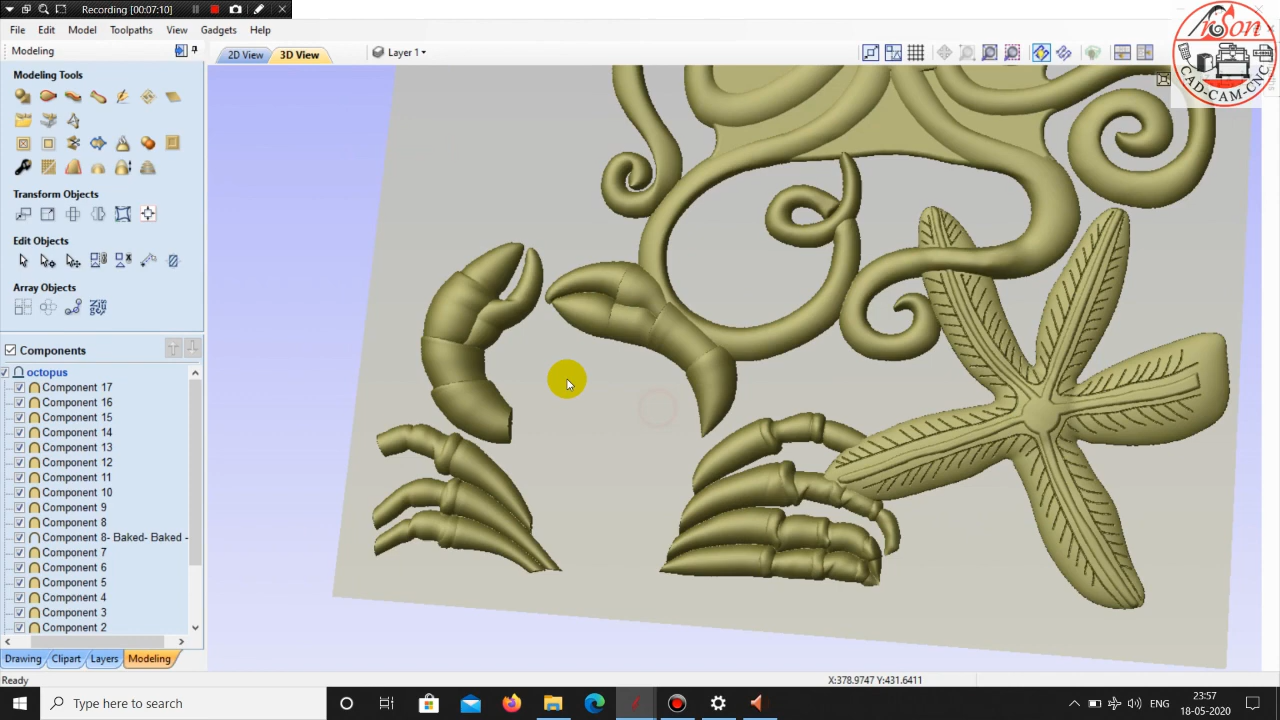 Recording [00:07:10]
File Edit Model Toolpaths View Gadgets Help
Modeling
2D View
3D View
Layer 1
Modeling Tools
Transform Objects
Edit Objects
Array Objects
Components
octopus
Component 17
Component 16
Component 15
Component 14
Component 13
Component 12
Component 11
Component 10
Component 9
Component 8
Component 8- Baked- Baked -
Component 7
Component 6
Component 5
Component 4
Component 3
Component 2
Drawing Clipart Layers Modeling
Ready
X:378.9747 Y:431.6411
Type here to search
ENG
23:57
18-05-2020
CAD-CAM-CNC